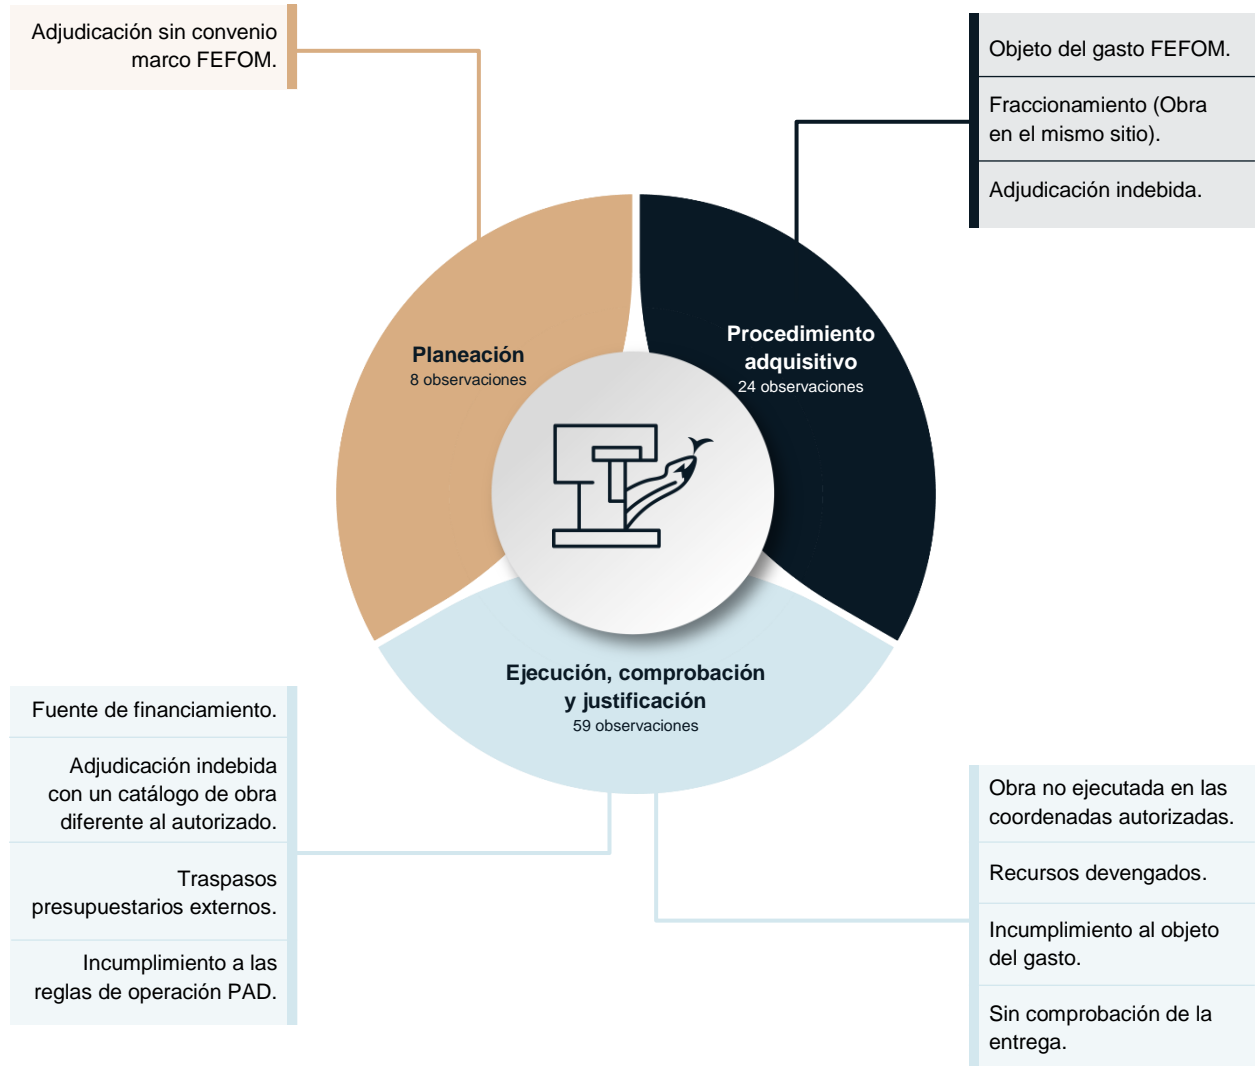 Adjudicación sin convenio
marco FEFOM.
Objeto del gasto FEFOM.
Fraccionamiento (Obra
en el mismo sitio).
Adjudicación indebida.
Planeación
8 observaciones
Procedimiento
adquisitivo
24 observaciones
Ejecución, comprobación
y justificación
59 observaciones
Fuente de financiamiento.
Adjudicación indebida
con un catálogo de obra
diferente al autorizado.
Traspasos
presupuestarios externos.
Incumplimiento a las
reglas de operación PAD.
Obra no ejecutada en las
coordenadas autorizadas.
Recursos devengados.
Incumplimiento al objeto
del gasto.
Sin comprobación de la
entrega.